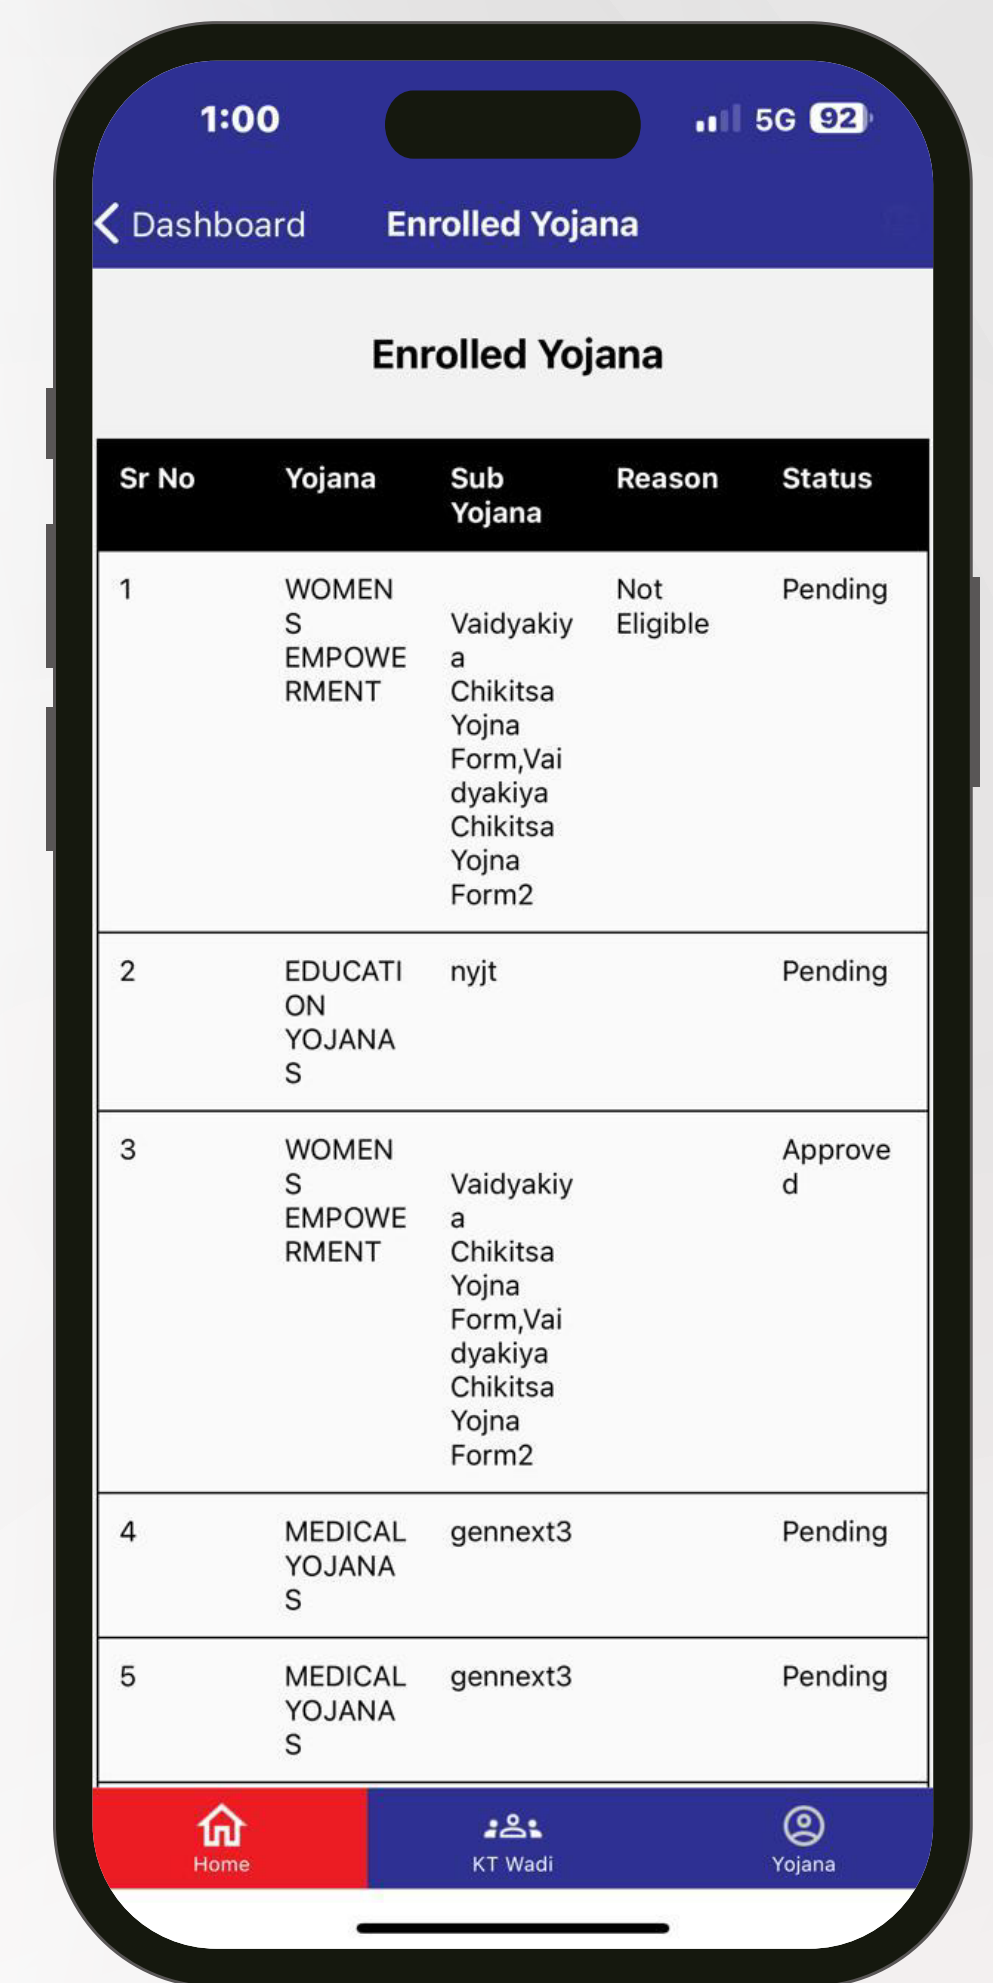 1:00
5G 92
Dashboard Enrolled Yojana
Enrolled Yojana
Sr No Yojana Sub Yojana Reason Status
1 WOMEN
S
EMPOWE
RMENT
Vaidyakiy
a
Chikitsa
Yojna
Form,Vai
dyakiya
Chikitsa
Yojna
Form2
Not
Eligible
Pending
2 EDUCATI
ON
YOJANA
S
nyjt
Pending
3 WOMEN
S
EMPOWE
RMENT
Vaidyakiy
a
Chikitsa
Yojna
Form,Vai
dyakiya
Chikitsa
Yojna
Form2
Approve
d
4 MEDICAL
YOJANA
S
gennext3
Pending
5 MEDICAL
YOJANA
S
gennext3
Pending
Home KT Wadi Yojana